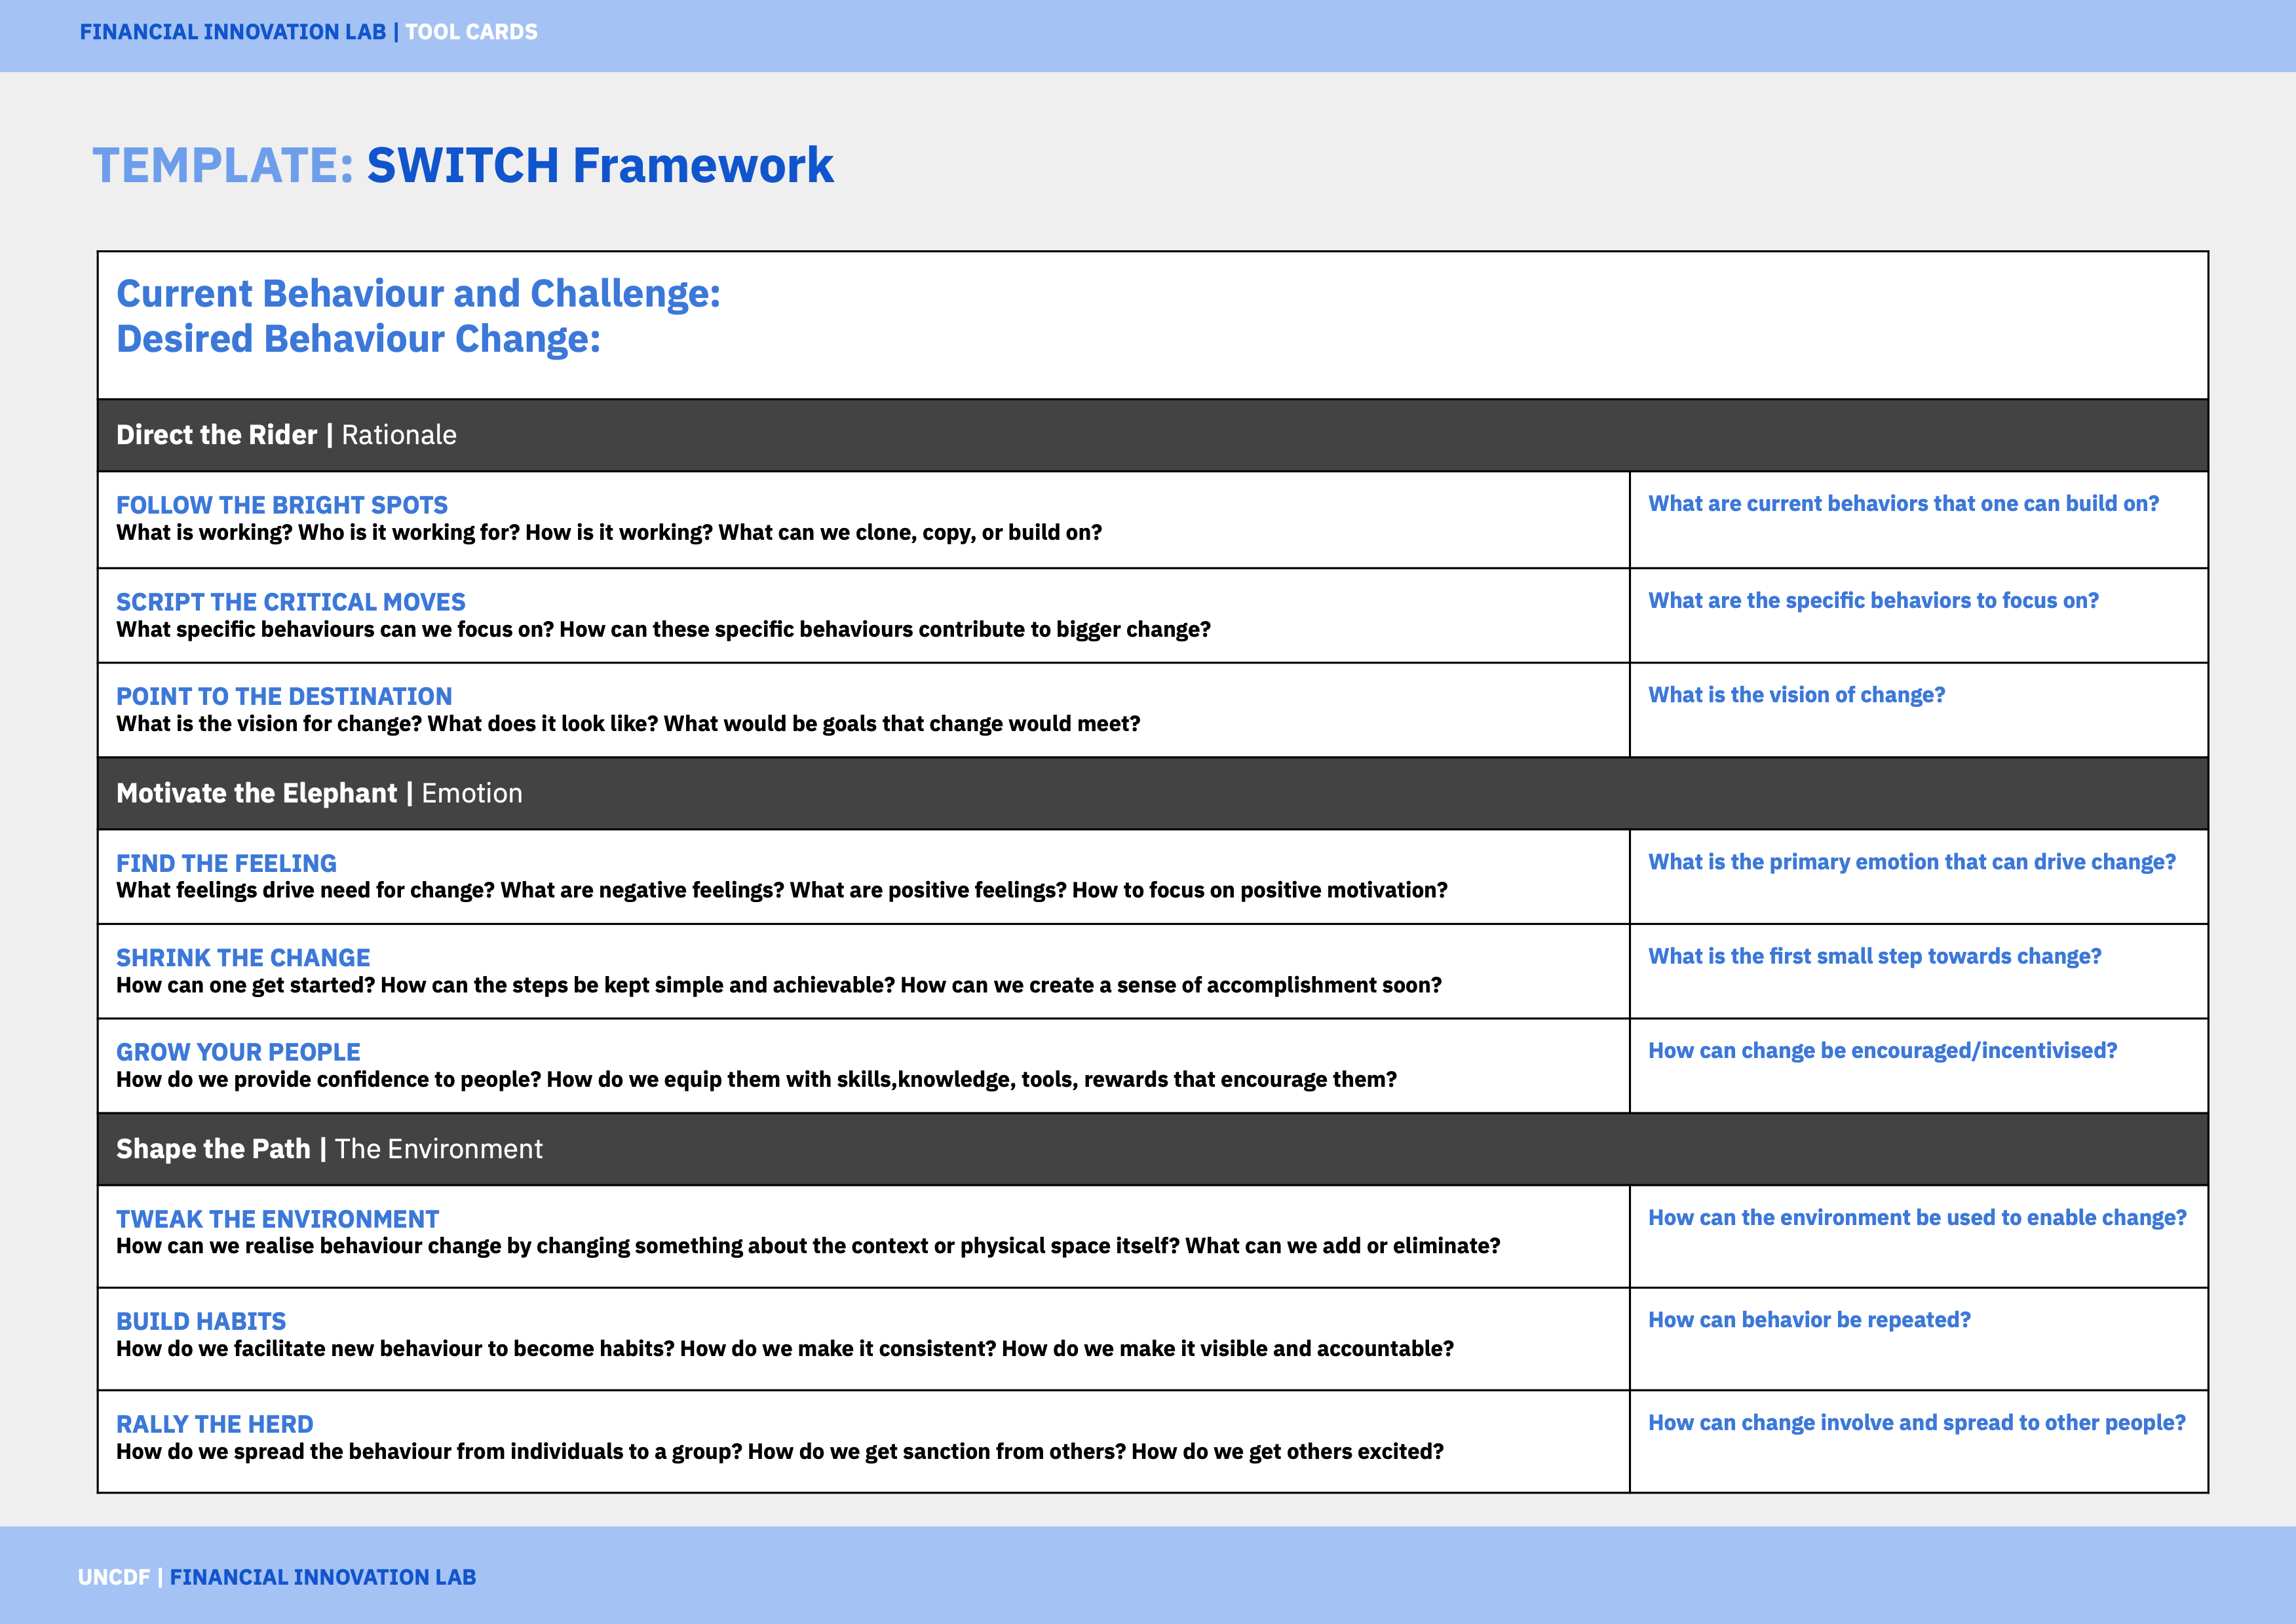 FINANCIAL INNOVATION LAB | TOOL CARDS
TEMPLATE: SWITCH Framework
Current Behaviour and Challenge:
Desired Behaviour Change:
Direct the Rider | Rationale
FOLLOW THE BRIGHT SPOTS
What is working? Who is it working for? How is it working? What can we clone, copy, or build on?
What are current behaviors that one can build on?
SCRIPT THE CRITICAL MOVES
What specific behaviours can we focus on? How can these specific behaviours contribute to bigger change?
What are the specific behaviors to focus on?
POINT TO THE DESTINATION
What is the vision for change? What does it look like? What would be goals that change would meet?
What is the vision of change?
Motivate the Elephant | Emotion
FIND THE FEELING
What feelings drive need for change? What are negative feelings? What are positive feelings? How to focus on positive motivation?
What is the primary emotion that can drive change?
SHRINK THE CHANGE
How can one get started? How can the steps be kept simple and achievable? How can we create a sense of accomplishment soon?
What is the first small step towards change?
GROW YOUR PEOPLE
How do we provide confidence to people? How do we equip them with skills,knowledge, tools, rewards that encourage them?
How can change be encouraged/incentivised?
Shape the Path | The Environment
TWEAK THE ENVIRONMENT
How can we realise behaviour change by changing something about the context or physical space itself? What can we add or eliminate?
How can the environment be used to enable change?
BUILD HABITS
How do we facilitate new behaviour to become habits? How do we make it consistent? How do we make it visible and accountable?
How can behavior be repeated?
RALLY THE HERD
How do we spread the behaviour from individuals to a group? How do we get sanction from others? How do we get others excited?
How can change involve and spread to other people?
UNCDF | FINANCIAL INNOVATION LAB